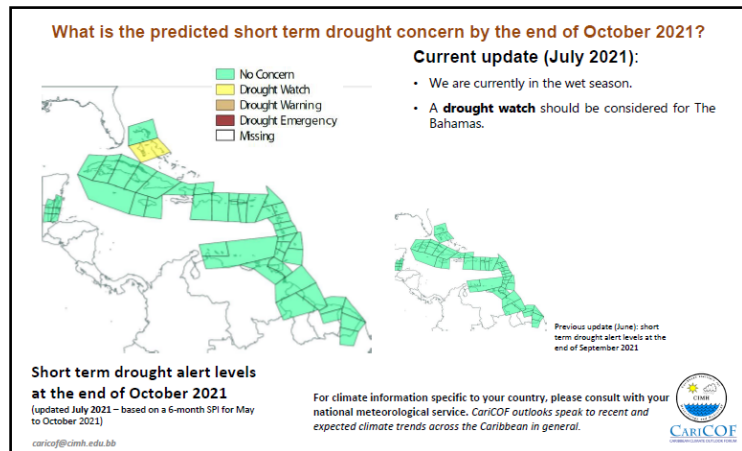 What is the predicted short term drought concern by the end of October 2021?
No Concern
Drought Watch
Drought Warning
Drought Emergency
Missing
Current update (July 2021):
• We are currently in the wet season.
• A drought watch should be considered for The
Bahamas.
Previous update (June): short
term drought alert levels at the
end of September 2021
Short term drought alert levels
at the end of October 2021
(updated July 2021 – based on a 6-month SPI for May
to October 2021)
caricof@cimh.edu.bb
For climate information specific to your country, please consult with your
national meteorological service. CariCOF outlooks speak to recent and
expected climate trends across the Caribbean in general.
CIMH
CARICOF
CARIBBEAN CLIMATE OUTLOOK FORUM